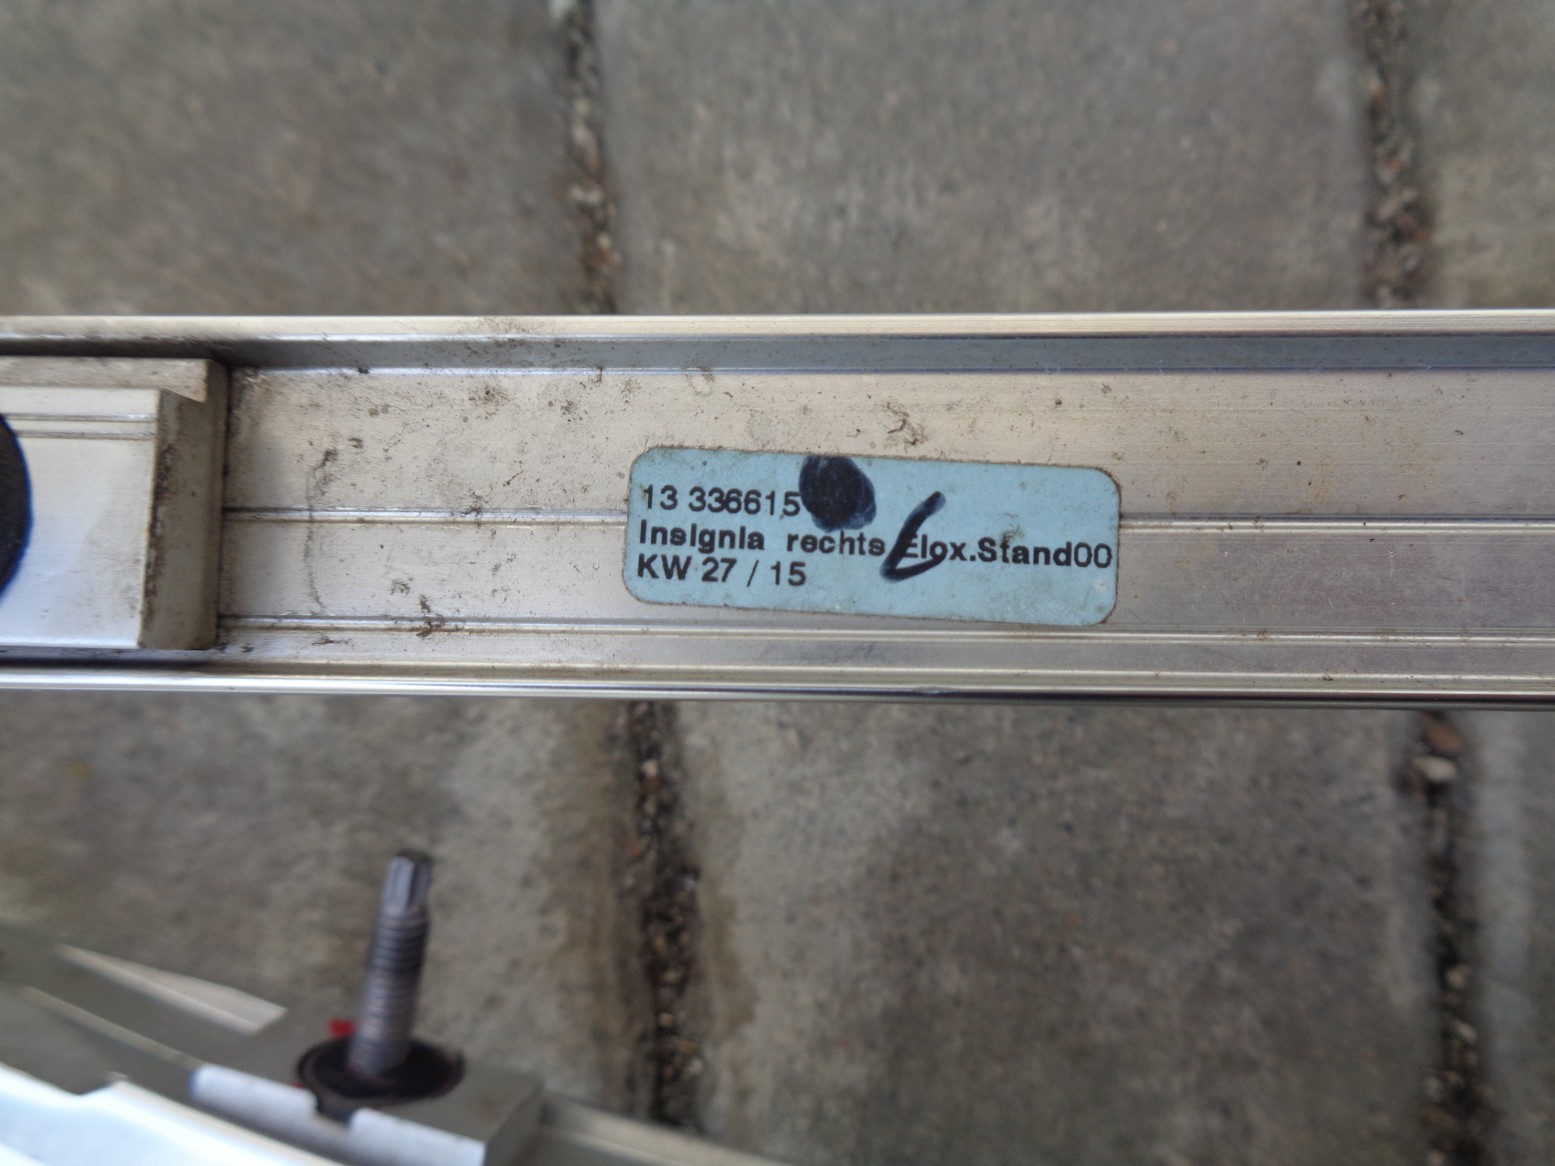 13 336615
Insignia rechts Elox.Stand00
KW 27 / 15